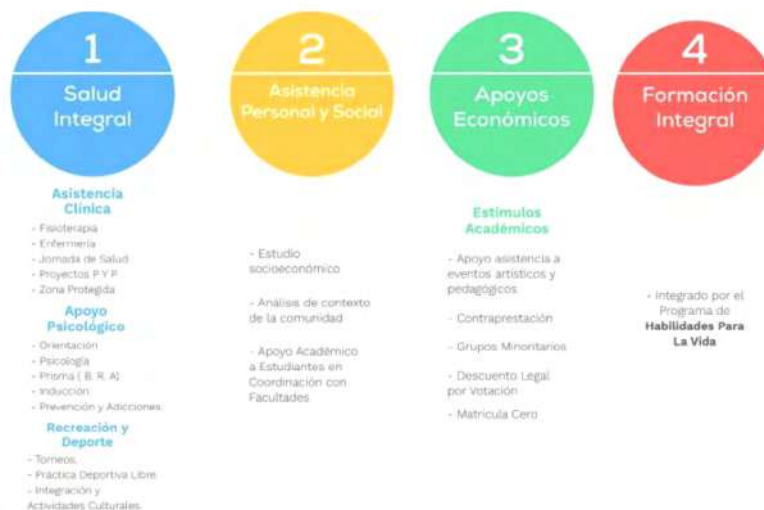 1
Salud
Integral
Asistencia
Clínica
- Fisioterapia
- Enfermería
- Jornada de Salud
- Proyectos P Y P
- Zona Protegida
Apoyo
Psicológico
- Orientación
- Psicología
- Prisma ( B. R. A)
- Inducción
- Prevención y Adicciones.
Recreación y
Deporte
- Torneos.
- Práctica Deportiva Libre
- Integración y
Actividades Culturales.
2
Asistencia
Personal y Social
- Estudio
socioeconómico
- Análisis de contexto
de la comunidad
- Apoyo Académico
a Estudiantes en
Coordinación con
Facultades
3
Apoyos
Económicos
Estímulos
Académicos
- Apoyo asistencia a
eventos artísticos y
pedagógicos
- Contraprestación
- Grupos Minoritarios
- Descuento Legal
por Votación
- Matricula Cero
4
Formación
Integral
- Integrado por el
Programa de
Habilidades Para
La Vida